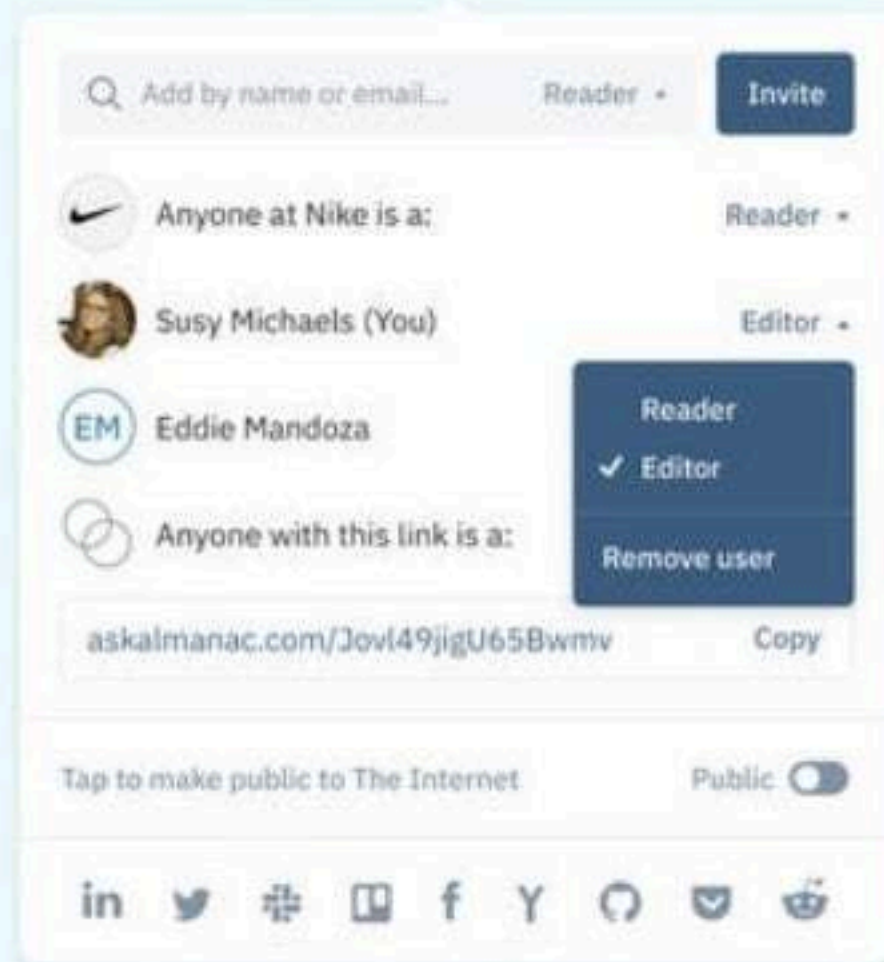 Add by name or email... Reader Invite
Anyone at Nike is a: Reader
Susy Michaels (You) Editor
Reader
EM Eddie Mandoza
Editor
Anyone with this link is a:
Remove user
askalmanac.com/Jovl49jigU65Bwmv Copy
Tap to make public to The Internet Public